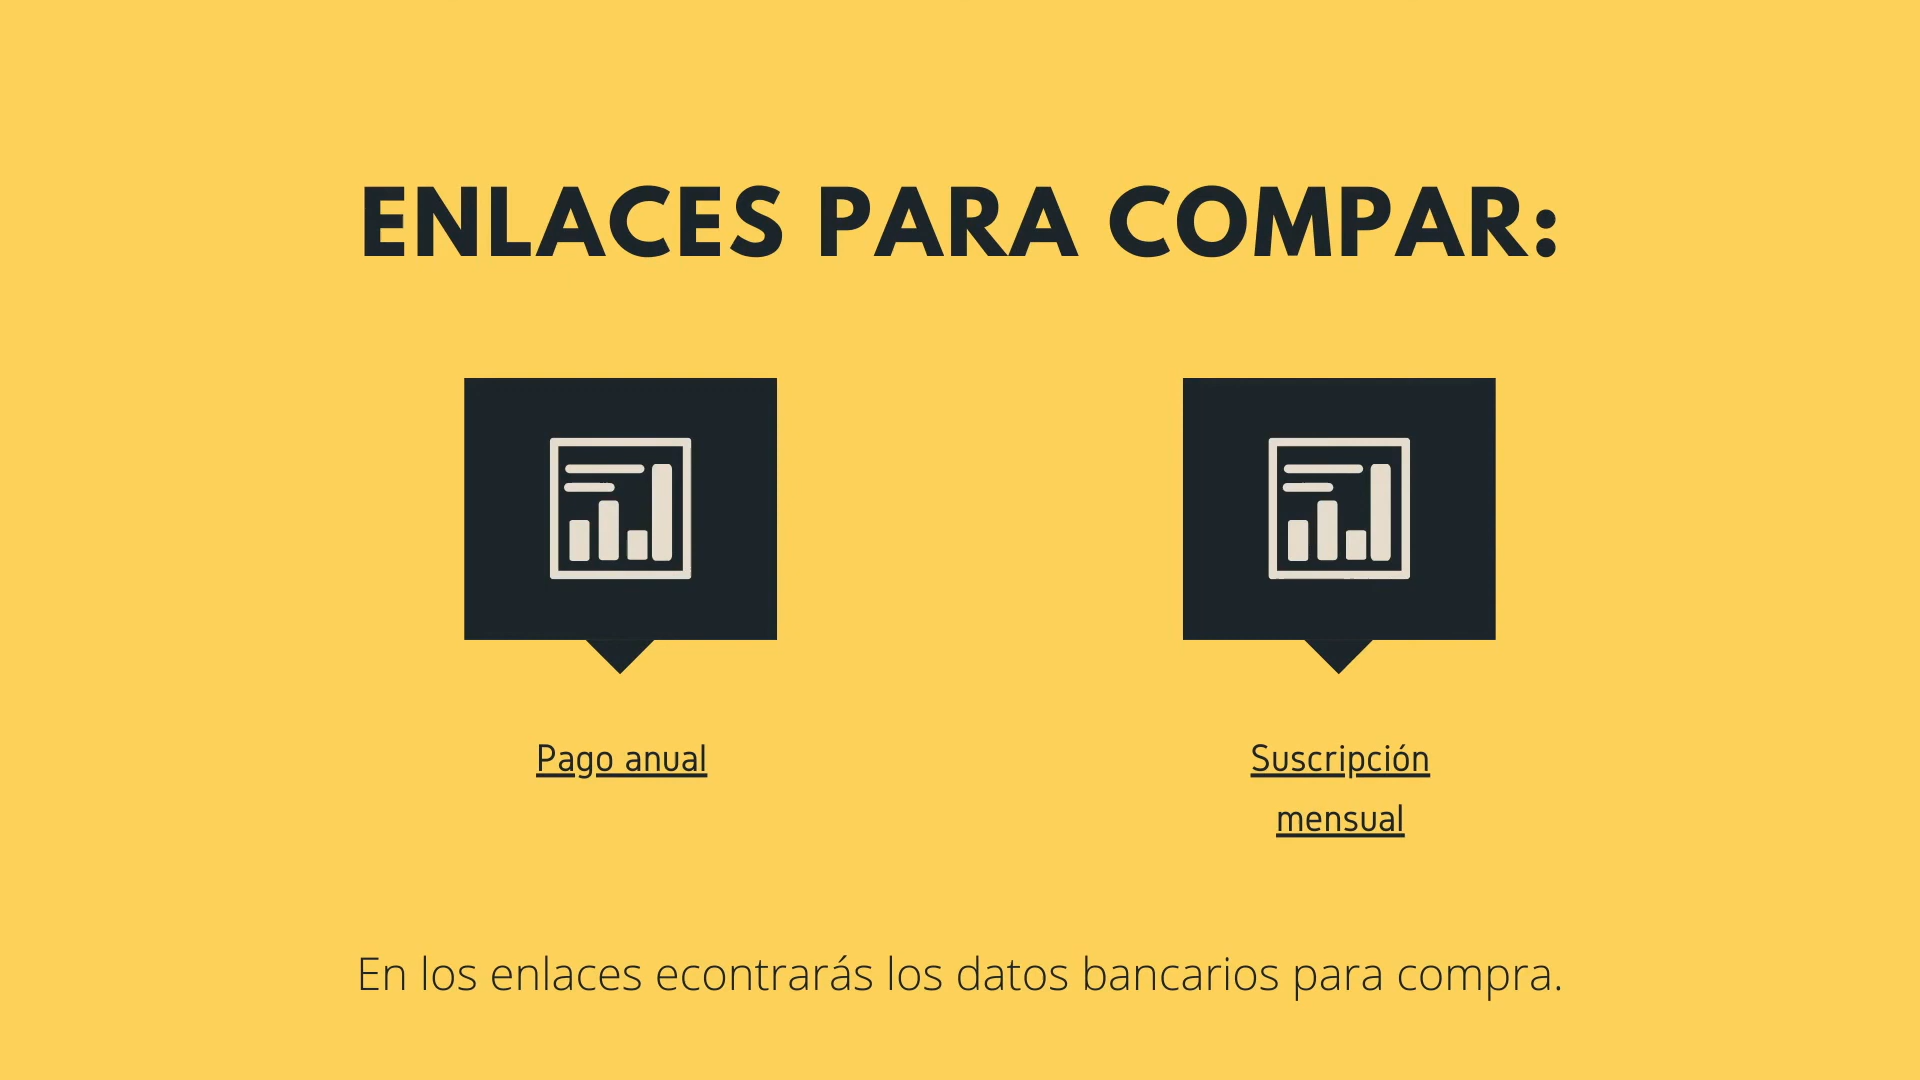 ENLACES PARA COMPAR:
Pago anual
Suscripción
mensual
En los enlaces econtrarás los datos bancarios para compra.